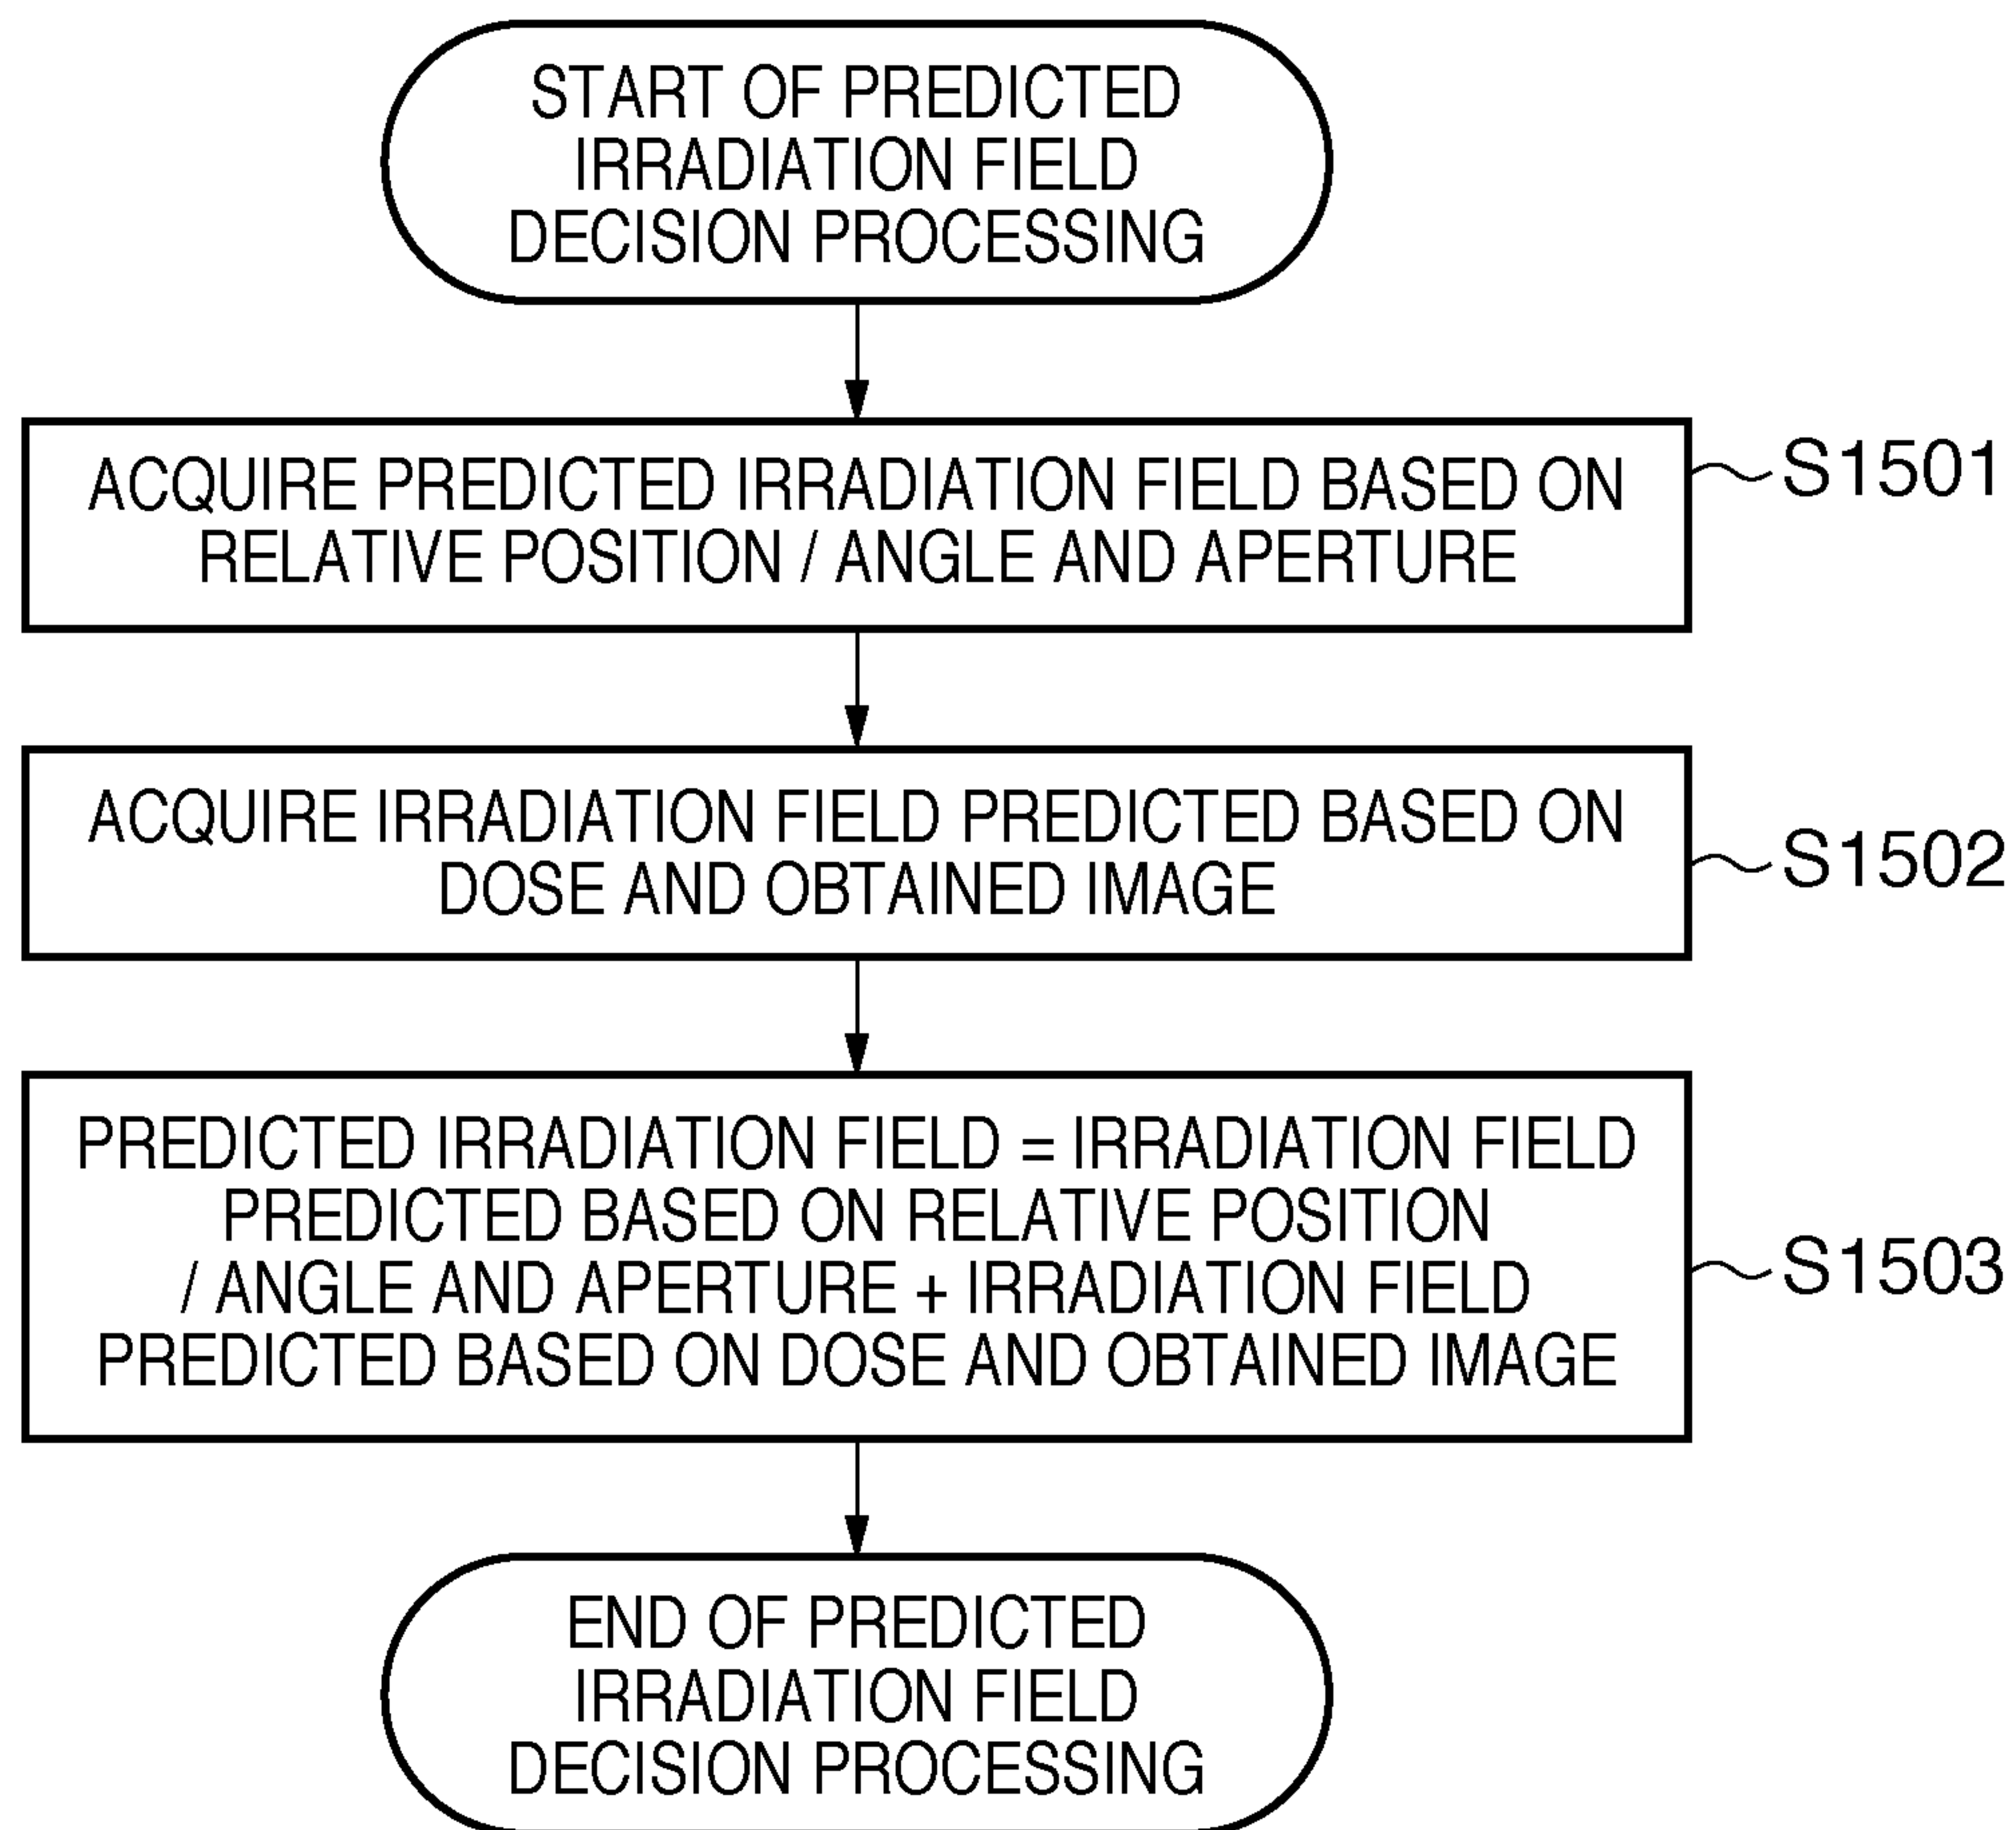 START OF PREDICTED
IRRADIATION FIELD
DECISION PROCESSING
ACQUIRE PREDICTED IRRADIATION FIELD BASED ON
RELATIVE POSITION / ANGLE AND APERTURE
S1501
ACQUIRE IRRADIATION FIELD PREDICTED BASED ON
DOSE AND OBTAINED IMAGE
S1502
PREDICTED IRRADIATION FIELD = IRRADIATION FIELD
PREDICTED BASED ON RELATIVE POSITION
/ ANGLE AND APERTURE + IRRADIATION FIELD
PREDICTED BASED ON DOSE AND OBTAINED IMAGE
S1503
END OF PREDICTED
IRRADIATION FIELD
DECISION PROCESSING